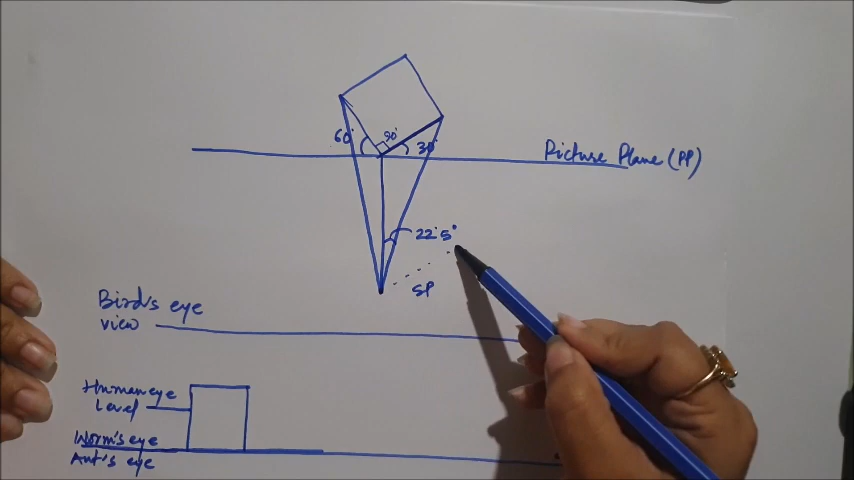 60°
90°
30°
Picture Plane (PP)
22.5°
SP
Bird's eye
view
Human eye
Level
Worm's eye
Ant's eye